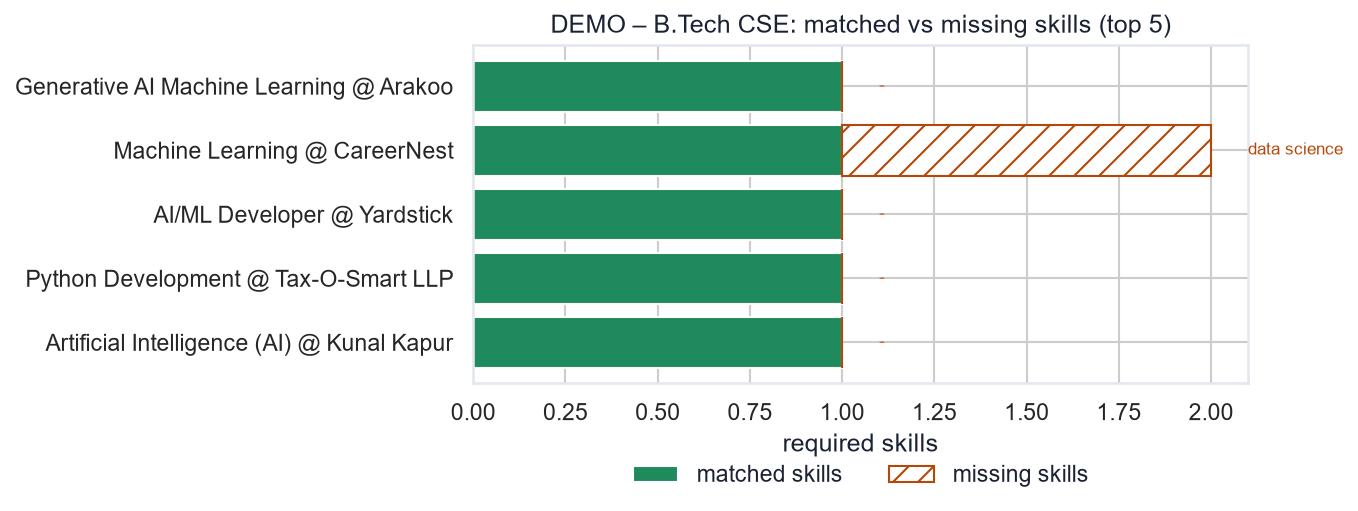 DEMO – B.Tech CSE: matched vs missing skills (top 5)
Generative AI Machine Learning @ Arakoo
-
Machine Learning @ CareerNest
data science
AI/ML Developer @ Yardstick
-
Python Development @ Tax-O-Smart LLP
-
Artificial Intelligence (AI) @ Kunal Kapur
-
0.00 0.25 0.50 0.75 1.00 1.25 1.50 1.75 2.00
required skills
matched skills missing skills